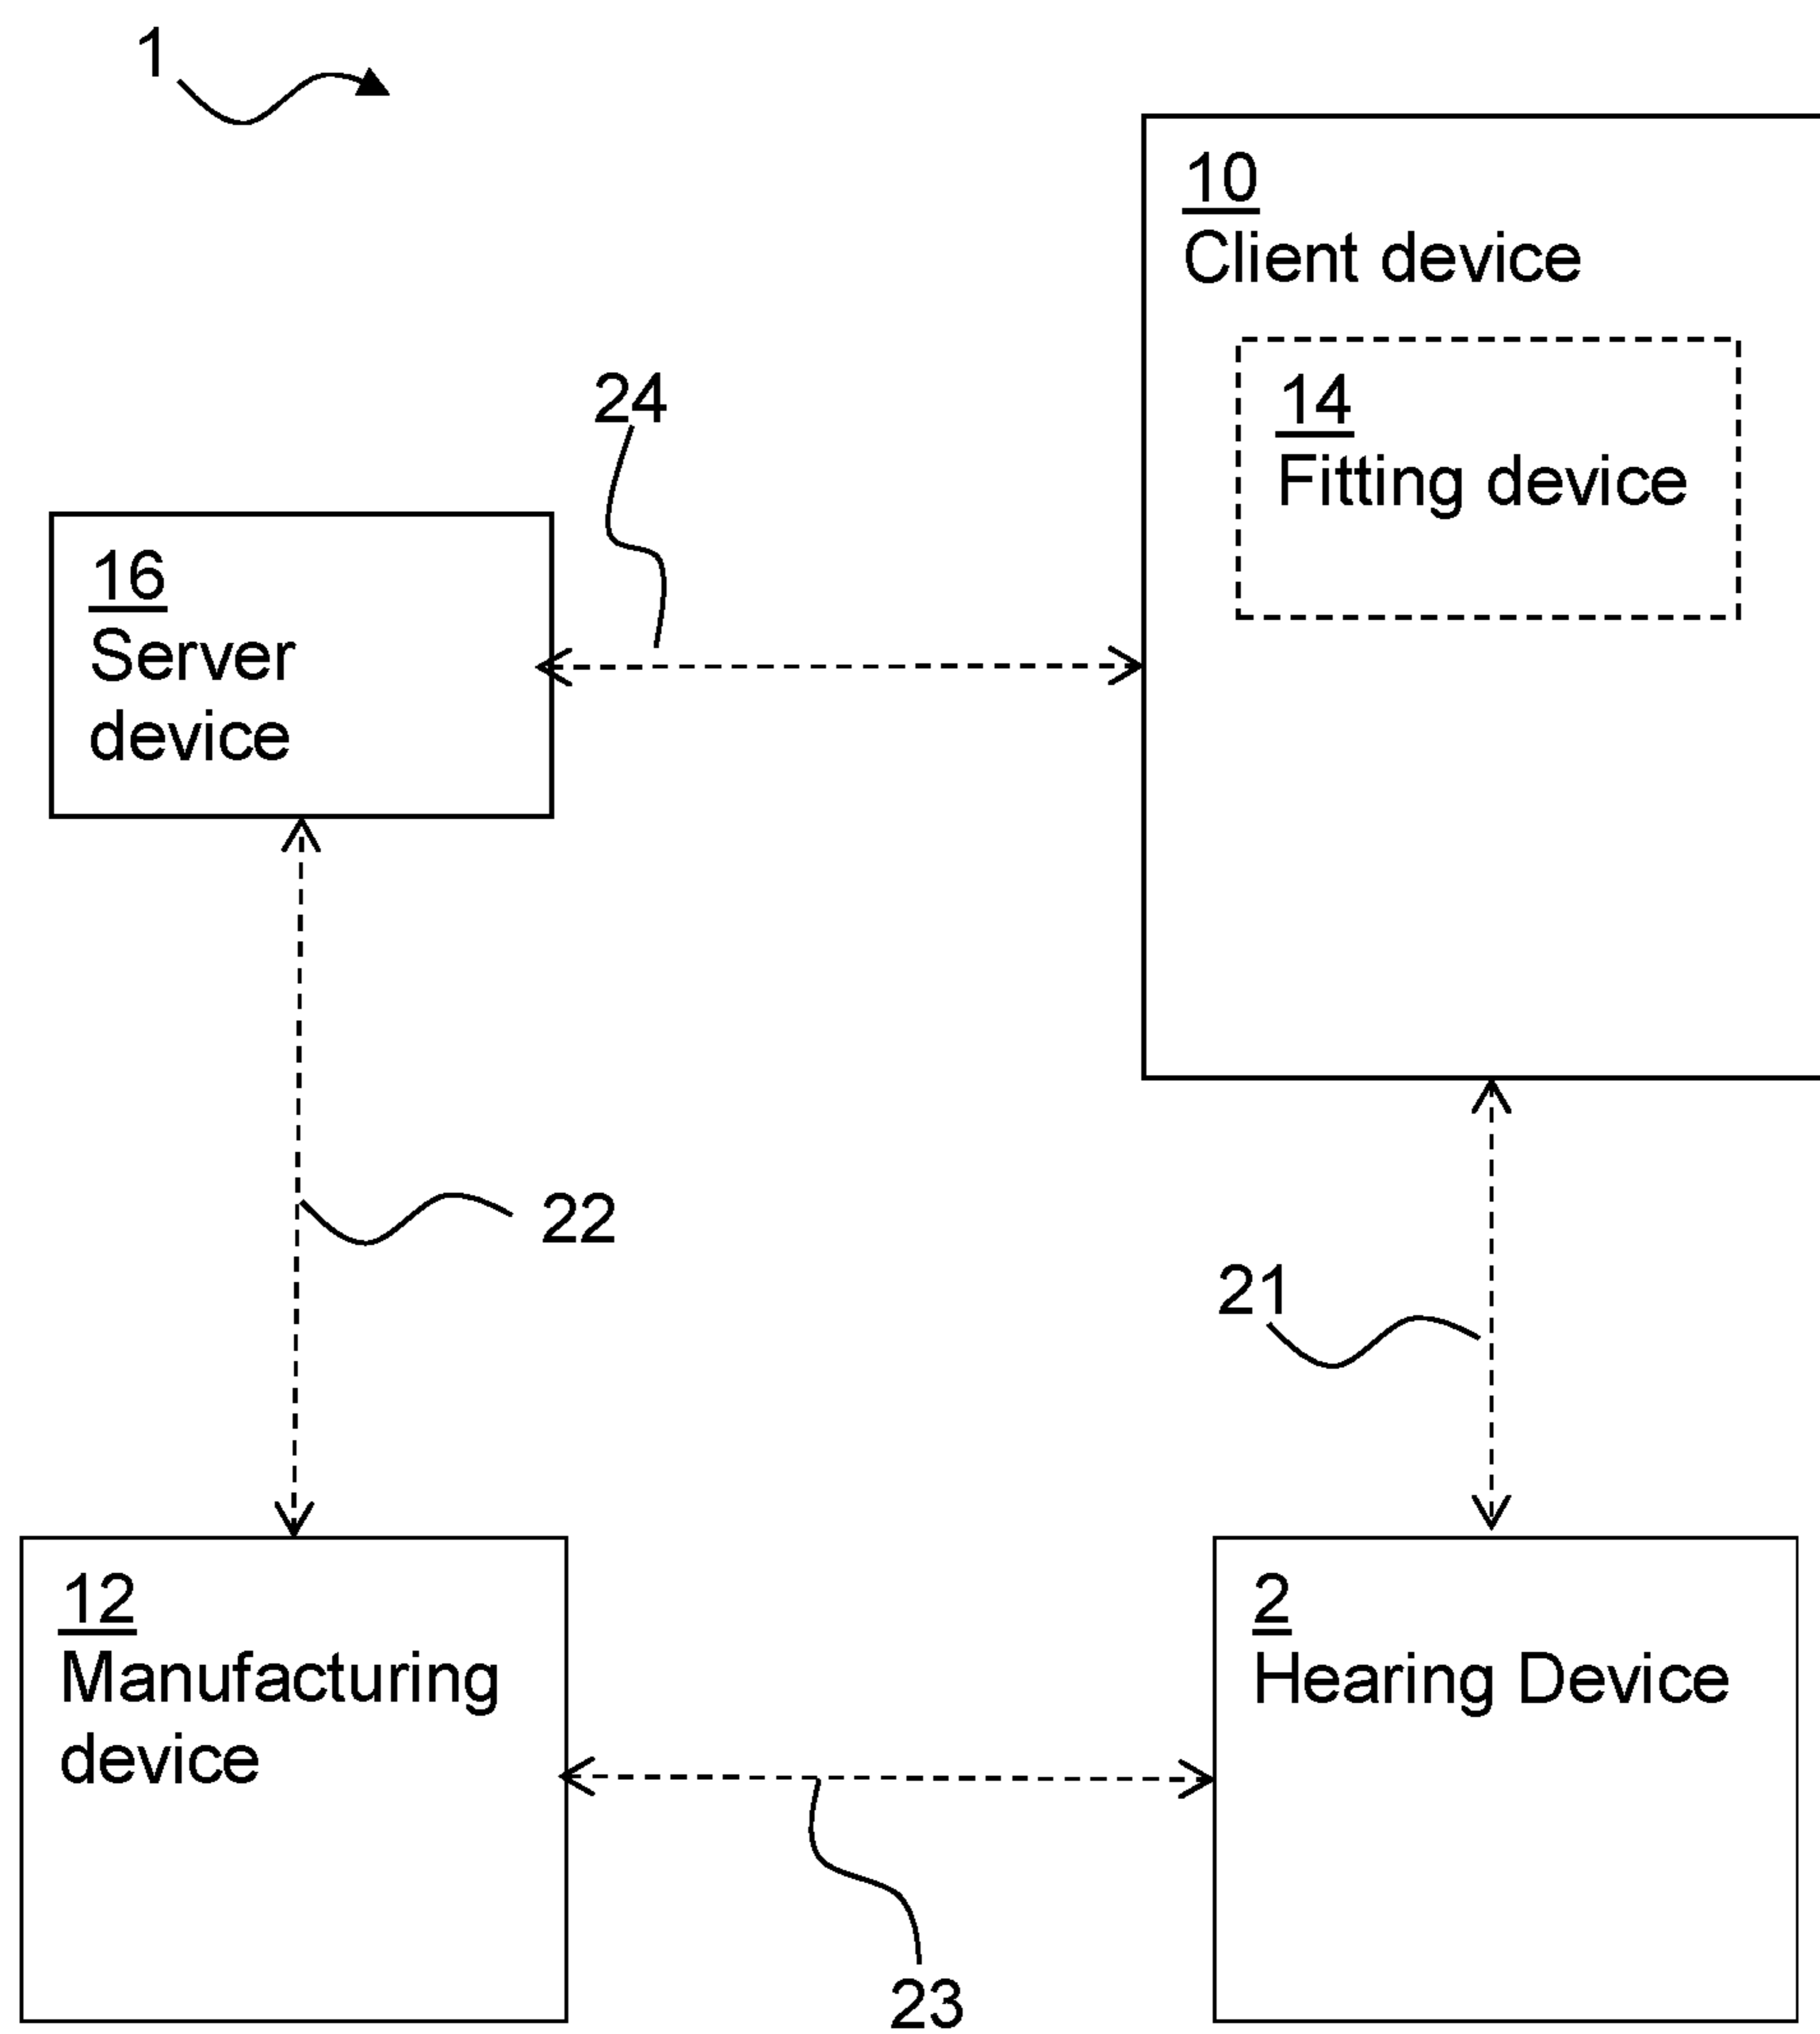 1
10
Client device
14
Fitting device
24
16
Server
device
22
21
12
Manufacturing
device
2
Hearing Device
23